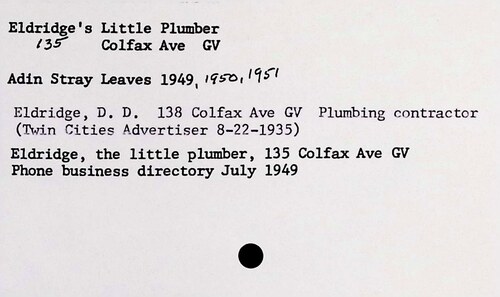 Eldridge's Little Plumber
135 Colfax Ave GV
Adin Stray Leaves 1949, 1950, 1951
Eldridge, D. D. 138 Colfax Ave GV Plumbing contractor
(Twin Cities Advertiser 8-22-1935)
Eldridge, the little plumber, 135 Colfax Ave GV
Phone business directory July 1949